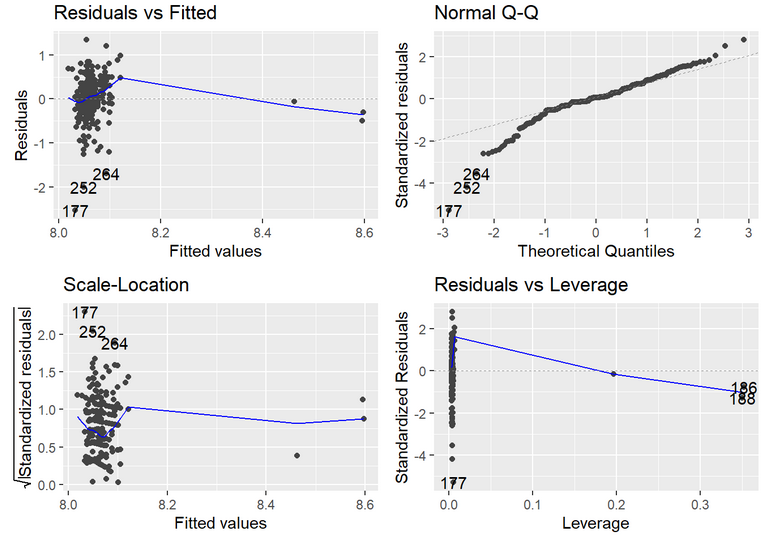 Residuals vs Fitted
Residuals
1
0
-1
-2
264
252
177
8.0 8.2 8.4 8.6
Fitted values
Normal Q-Q
Standardized residuals
2
0
-2
-4
264
252
177
-3 -2 -1 0 1 2 3
Theoretical Quantiles
Scale-Location
√|Standardized residuals|
2.0
1.5
1.0
0.5
0.0
177
252
264
8.0 8.2 8.4 8.6
Fitted values
Residuals vs Leverage
Standardized Residuals
2
0
-2
-4
186
188
177
0.0 0.1 0.2 0.3
Leverage